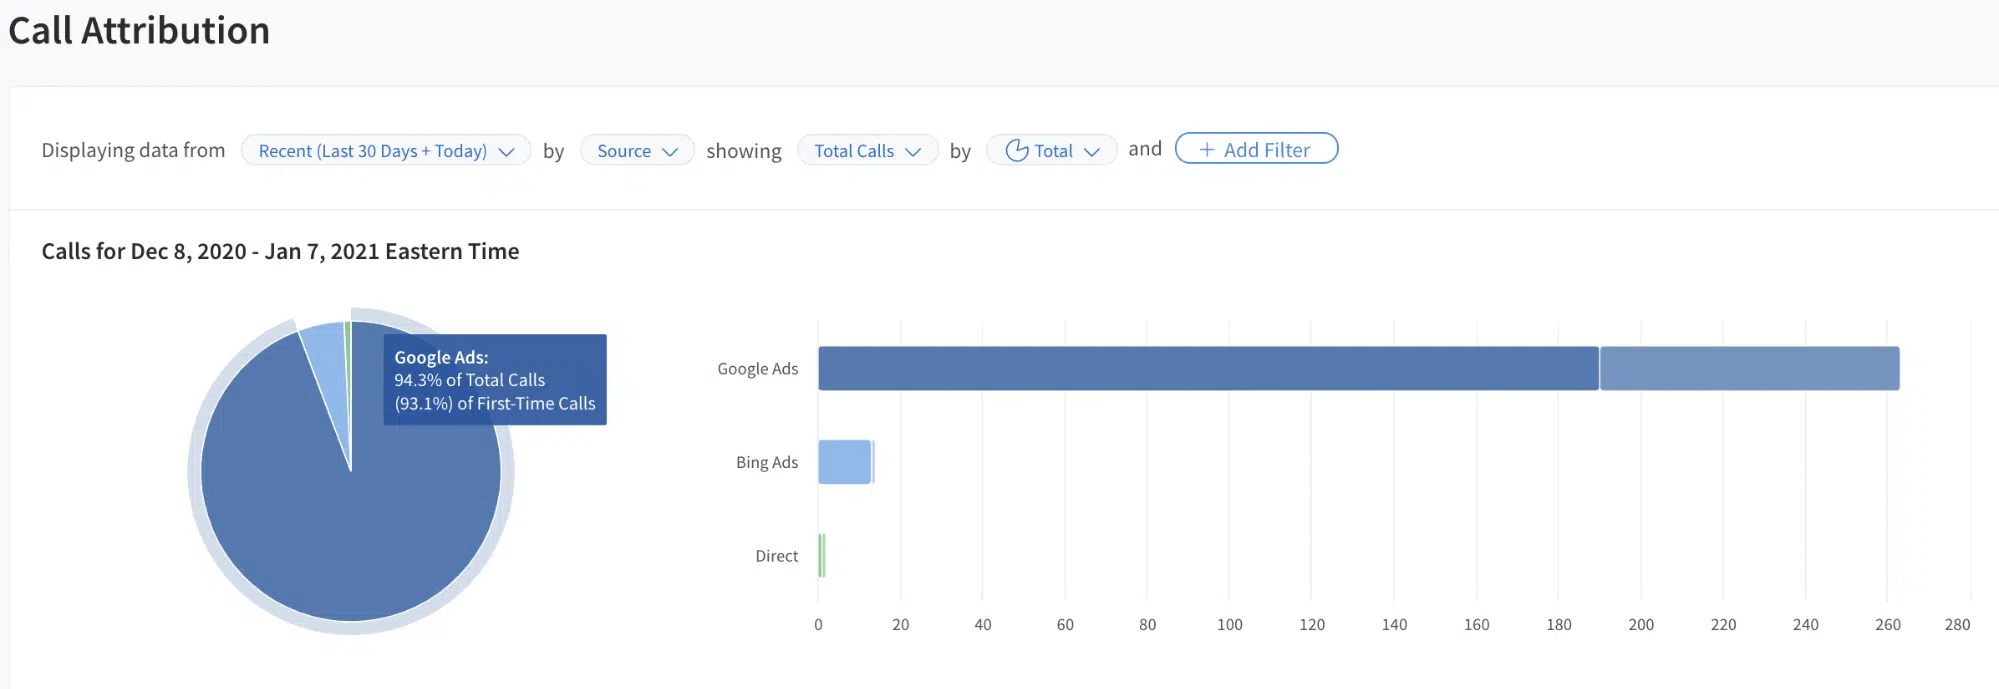 Call Attribution
Displaying data from Recent (Last 30 Days + Today) by Source showing Total Calls by Total and + Add Filter
Calls for Dec 8, 2020 - Jan 7, 2021 Eastern Time
Google Ads:
94.3% of Total Calls
(93.1%) of First-Time Calls
Google Ads
Bing Ads
Direct
0 20 40 60 80 100 120 140 160 180 200 220 240 260 280